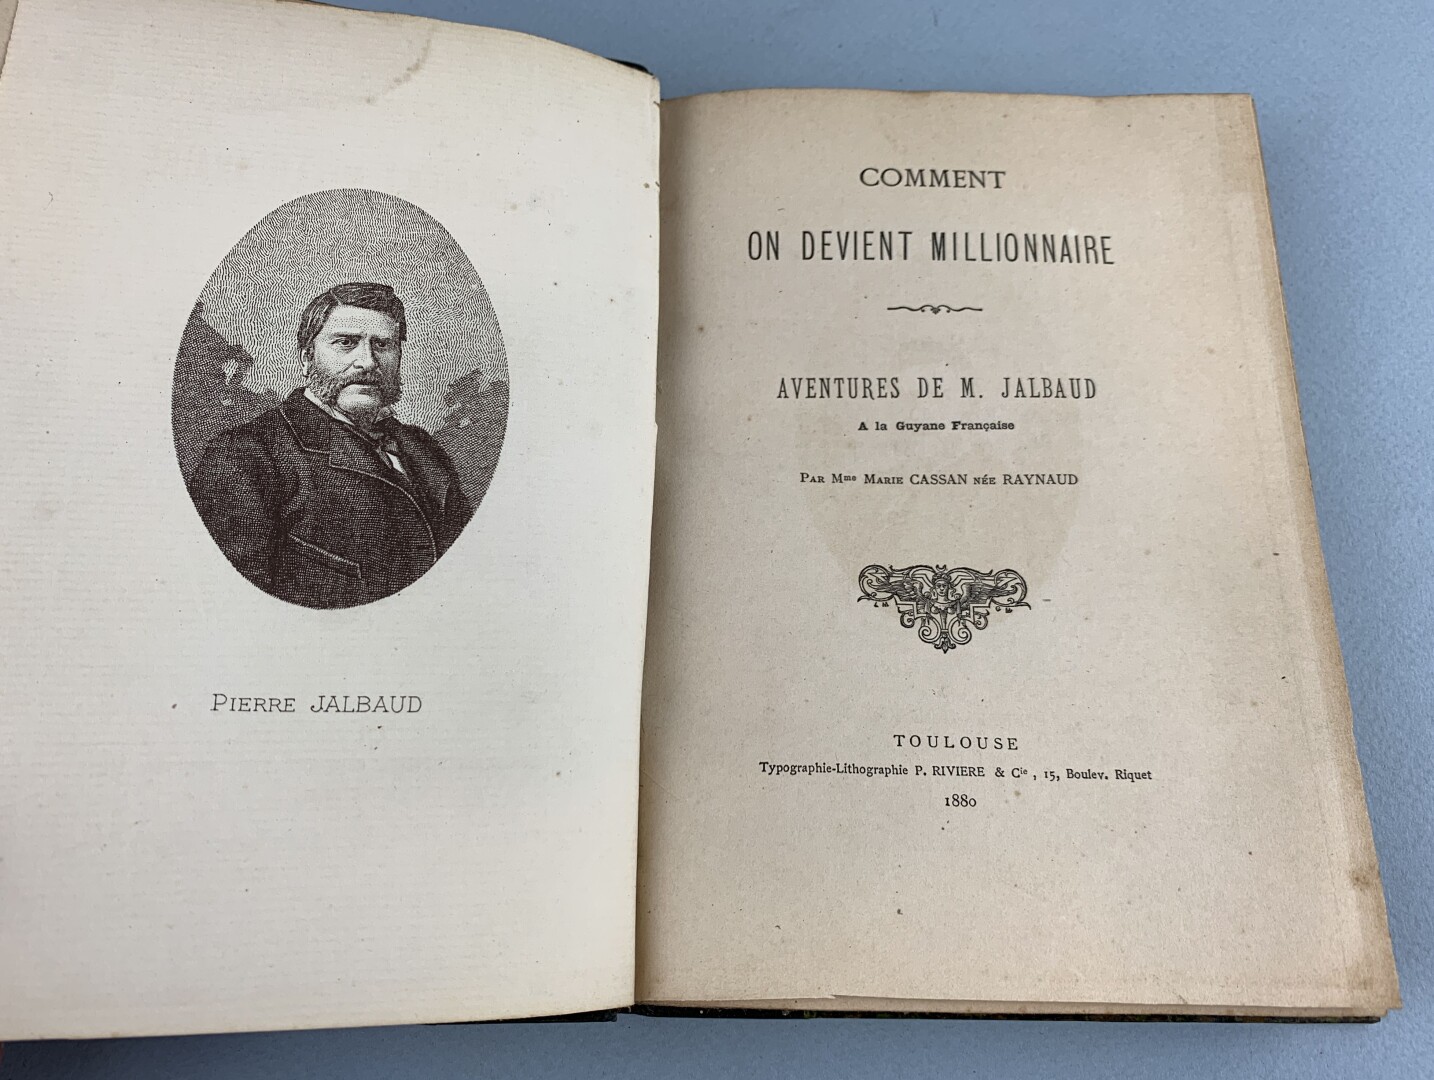 PIERRE JALBAUD
COMMENT
ON DEVIENT MILLIONNAIRE
AVENTURES DE M. JALBAUD
A la Guyane Française
PAR Mme MARIE CASSAN NÉE RAYNAUD
TOULOUSE
Typographie-Lithographie P. RIVIERE & Cie, 15, Boulev. Riquet
1880